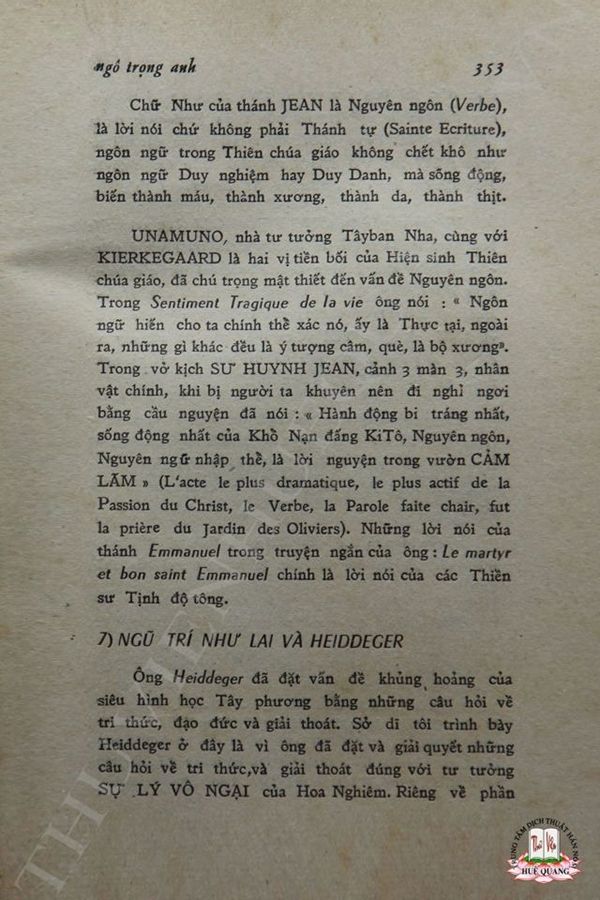 ngô trọng anh 353
Chữ Như của thánh JEAN là Nguyên ngôn (Verbe),
là lời nói chứ không phải Thánh tự (Sainte Ecriture),
ngôn ngữ trong Thiên chúa giáo không chết khô như
ngôn ngữ Duy nghiệm hay Duy Danh, mà sống động,
biến thành máu, thành xương, thành da, thành thịt.
UNAMUNO, nhà tư tưởng Tâyban Nha, cùng với
KIERKEGAARD là hai vị tiền bối của Hiện sinh Thiên
chúa giáo, đã chú trọng mật thiết đến vấn đề Nguyên ngôn.
Trong Sentiment Tragique de la vie ông nói : « Ngôn
ngữ hiến cho ta chính thể xác nó, ấy là Thực tại, ngoài
ra, những gì khác đều là ý tượng câm, què, là bộ xương».
Trong vở kịch SƯ HUYNH JEAN, cảnh 3 màn 3, nhân
vật chính, khi bị người ta khuyên nên đi nghỉ ngơi
bằng cầu nguyện đã nói : « Hành động bi tráng nhất,
sống động nhất của Khổ Nạn đấng KiTô, Nguyên ngôn,
Nguyên ngữ nhập thể, là lời nguyện trong vườn CẢM
LÃM » (L'acte le plus dramatique, le plus actif de la
Passion du Christ, le Verbe, la Parole faite chair, fut
la prière du Jardin des Oliviers). Những lời nói của
thánh Emmanuel trong truyện ngắn của ông : Le martyr
et bon saint Emmanuel chính là lời nói của các Thiền
sư Tịnh độ tông.
7) NGŨ TRÍ NHƯ LAI VÀ HEIDDEGER
Ông Heiddeger đã đặt vấn đề khủng hoảng của
siêu hình học Tây phương bằng những câu hỏi về
tri thức, đạo đức và giải thoát. Sở dĩ tôi trình bày
Heiddeger ở đây là vì ông đã đặt và giải quyết những
câu hỏi về tri thức,và giải thoát đúng với tư tưởng
SỰ LÝ VÔ NGẠI của Hoa Nghiêm. Riêng về phần
TRUNG TÂM DỊCH THUẬT HÁN NÔM
HUỆ QUANG